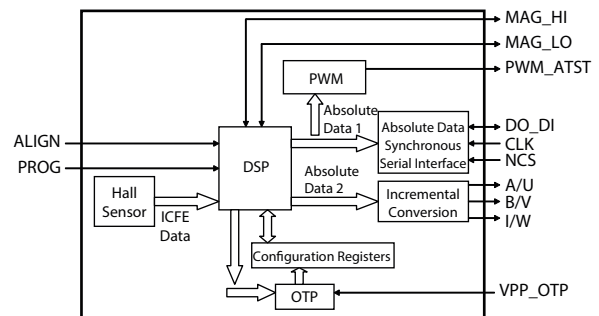 MAG_HI
MAG_LO
PWM_ATST
PWM
Absolute
Data 1
ALIGN
PROG
DSP
Absolute Data
Synchronous
Serial Interface
DO_DI
CLK
NCS
Hall
Sensor
ICFE
Data
Absolute
Data 2
Incremental
Conversion
A/U
B/V
I/W
Configuration Registers
OTP
VPP_OTP